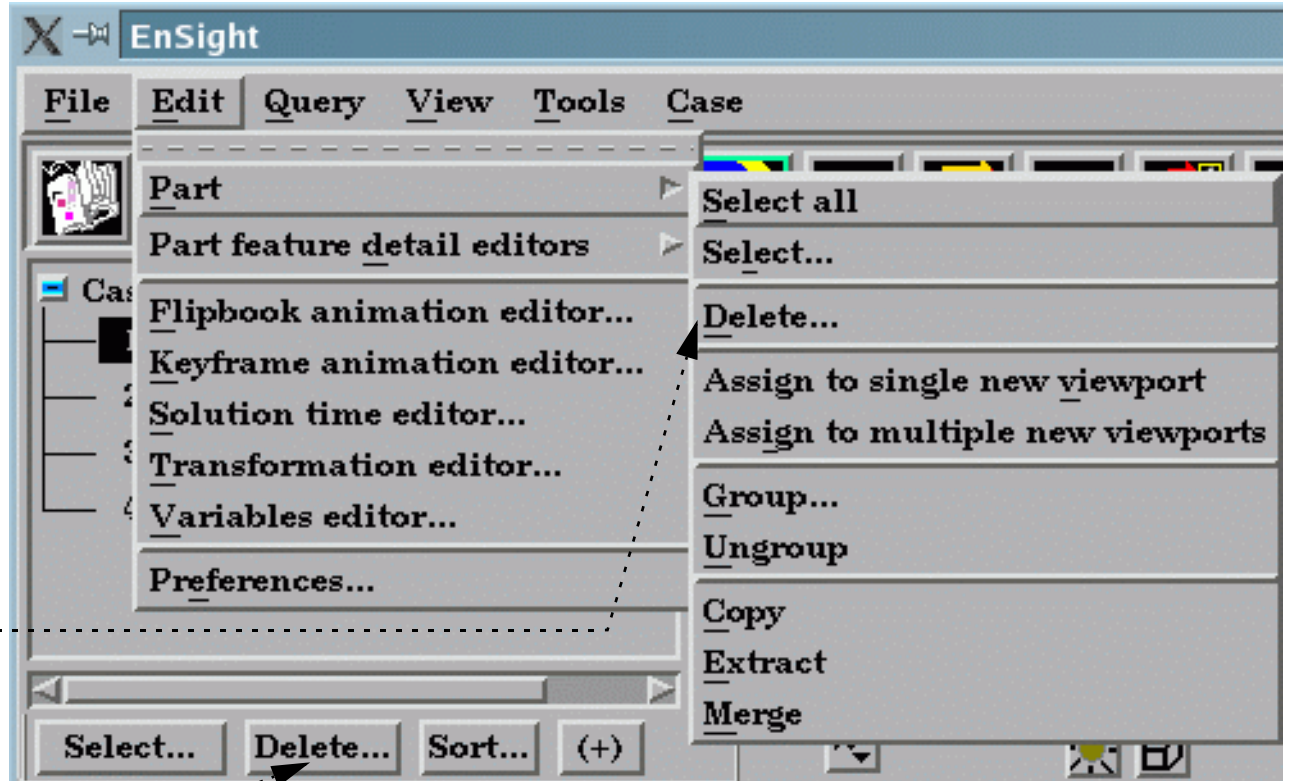 EnSight
File Edit Query View Tools Case
Part
Part feature detail editors
Flipbook animation editor...
Keyframe animation editor...
Solution time editor...
Transformation editor...
Variables editor...
Preferences...
Select all
Select...
Delete...
Assign to single new viewport
Assign to multiple new viewports
Group...
Ungroup
Copy
Extract
Merge
Select... Delete... Sort... (+)